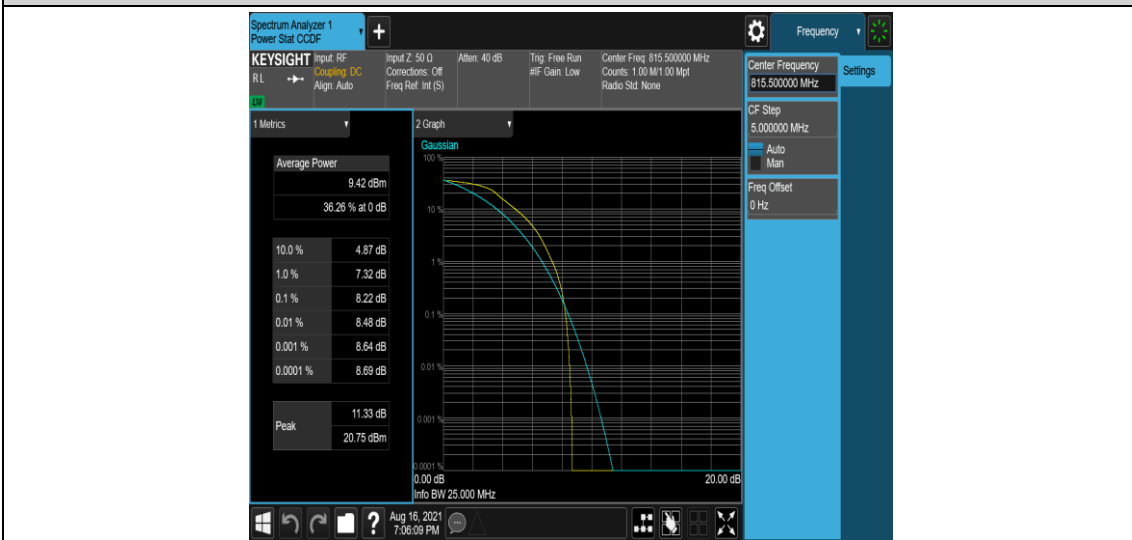 Spectrum Analyzer 1
Power Stat CCDF
+
Frequency
KEYSIGHT
RL
LXI
Input: RF
Coupling: DC
Align: Auto
Input Z: 50 Ω
Corrections: Off
Freq Ref: Int (S)
Atten: 40 dB
Trig: Free Run
#IF Gain: Low
Center Freq: 815.500000 MHz
Counts: 1.00 M/1.00 Mpt
Radio Std: None
Center Frequency
815.500000 MHz
Settings
CF Step
5.000000 MHz
Auto
Man
Freq Offset
0 Hz
1 Metrics
Average Power
9.42 dBm
36.26 % at 0 dB
10.0 % 4.87 dB
1.0 % 7.32 dB
0.1 % 8.22 dB
0.01 % 8.48 dB
0.001 % 8.64 dB
0.0001 % 8.69 dB
Peak
11.33 dB
20.75 dBm
2 Graph
Gaussian
100 %
10 %
1 %
0.1 %
0.01 %
0.001 %
0.0001 %
0.00 dB 20.00 dB
Info BW 25.000 MHz
?
Aug 16, 2021
7:06:09 PM